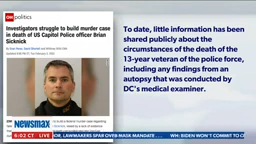 CNN politics
Investigators struggle to build murder case
in death of US Capitol Police officer Brian
Sicknick
To date, little information has been
shared publicly about the
circumstances of the death of the
13-year veteran of the police force,
including any findings from an
autopsy that was conducted by
DC's medical examiner.
NEWSMAX
6:02 CT LIVE
OR, LAWMAKERS SPAR OVER MASK MANDATE ... WH: BIDEN WON'T COMMIT TO C